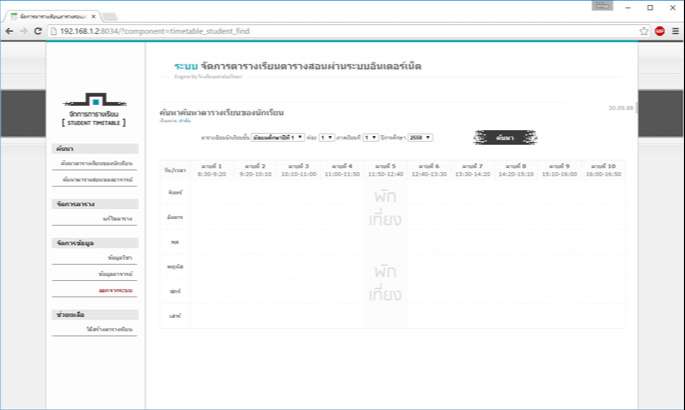 จัดการตารางเรียนตารางสอน...
192.168.1.2:8034/?component=timetable_student_find
ระบบ จัดการตารางเรียนตารางสอนผ่านระบบอินเตอร์เน็ต
จัดการตารางเรียน
[ STUDENT TIMETABLE ]
ค้นหา
ค้นหาตารางเรียนของนักเรียน
ค้นหาตารางสอนของอาจารย์
จัดการตาราง
แก้ไขตาราง
จัดการข้อมูล
ข้อมูลวิชา
ข้อมูลอาจารย์
ออกจากระบบ
ช่วยเหลือ
วิธีสร้างตารางเรียน
ค้นหาค้นหาตารางเรียนของนักเรียน
ตารางเรียนนักเรียนชั้น มัธยมศึกษาปีที่ 1 ห้อง 1 ภาคเรียนที่ 1 ปีการศึกษา 2558 ค้นหา
วัน/เวลา คาบที่ 1 คาบที่ 2 คาบที่ 3 คาบที่ 4 คาบที่ 5 คาบที่ 6 คาบที่ 7 คาบที่ 8 คาบที่ 9 คาบที่ 10
8:30-9:20 9:20-10:10 10:10-11:00 11:00-11:50 11:50-12:40 12:40-13:30 13:30-14:20 14:20-15:10 15:10-16:00 16:00-16:50
จันทร์
อังคาร
พุธ
พฤหัส
ศุกร์
เสาร์
พัก
เที่ยง
พัก
เที่ยง